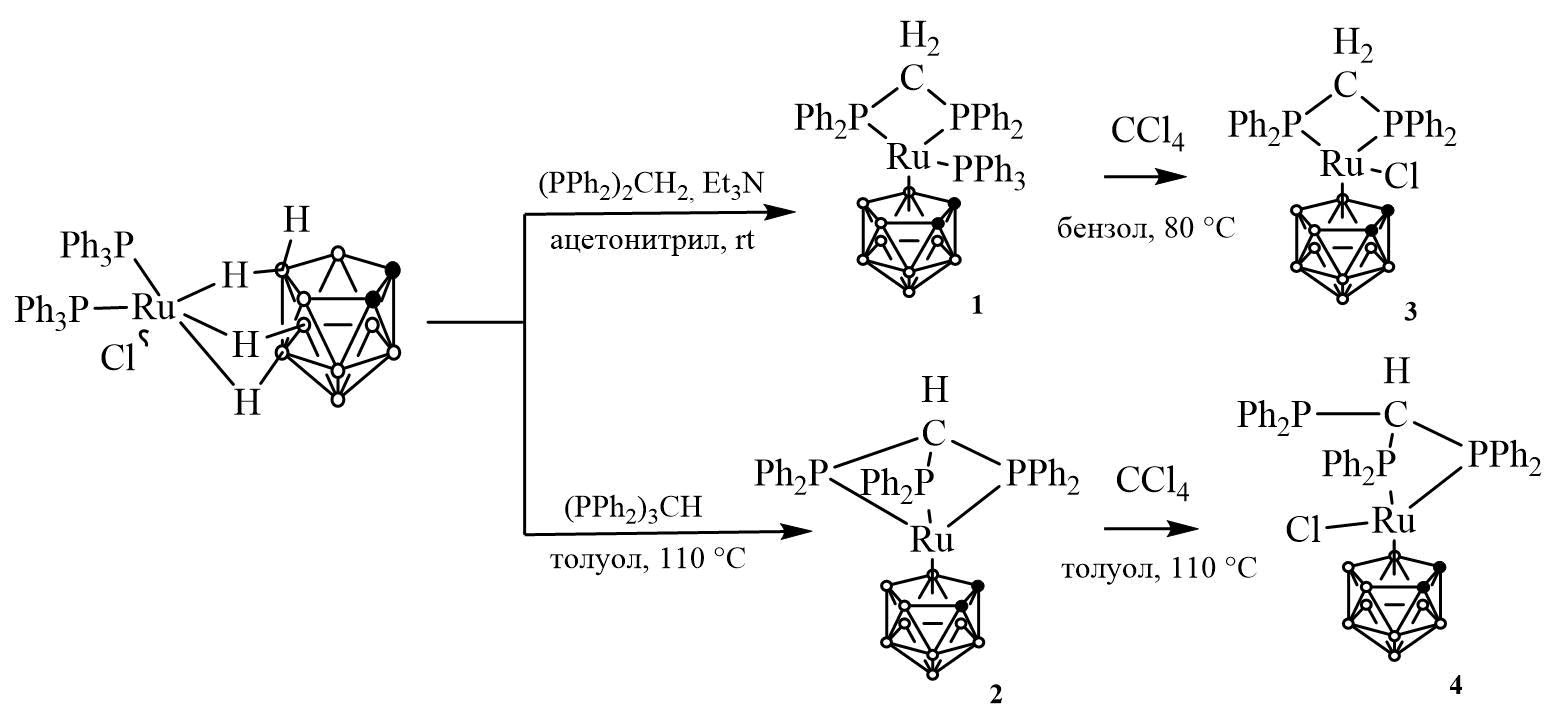 H
Ph₃P
H
Ph₃P
Ru
H
Cl
H
(PPh₂)₂CH₂, Et₃N
ацетонитрил, rt
H₂
C
Ph₂P
PPh₂
Ru
PPh₃
1
CCl₄
бензол, 80 °C
H₂
C
Ph₂P
PPh₂
Ru
Cl
3
(PPh₂)₃CH
толуол, 110 °C
H
C
Ph₂P
Ph₂P
PPh₂
Ru
2
CCl₄
толуол, 110 °C
H
Ph₂P
C
Ph₂P
PPh₂
Cl
Ru
4